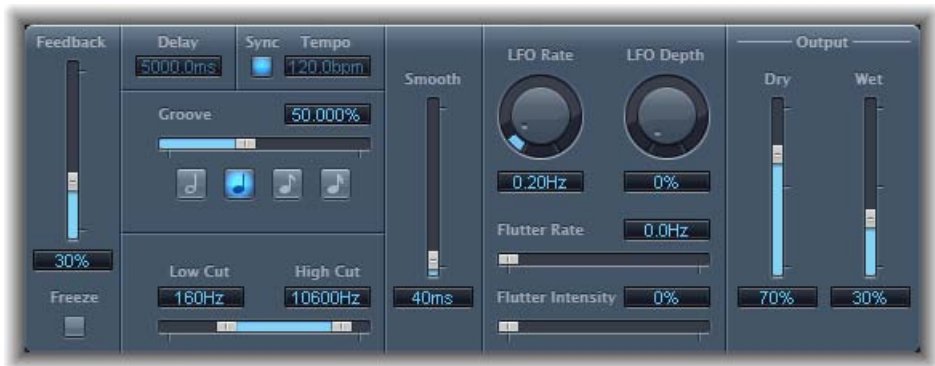 Feedback
30%
Freeze
Delay
5000.0ms
Sync
Tempo
120.0bpm
Groove
50.000%
Low Cut
High Cut
160Hz
10600Hz
Smooth
40ms
LFO Rate
LFO Depth
0.20Hz
0%
Flutter Rate
0.0Hz
Flutter Intensity
0%
Output
Dry
Wet
70%
30%